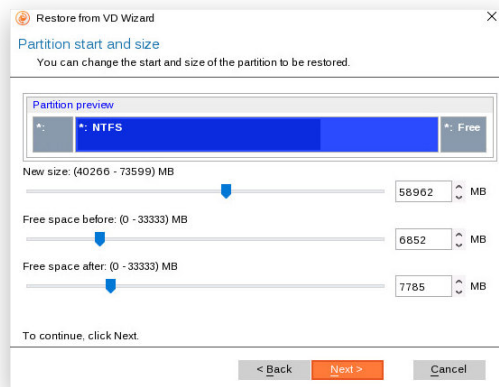 Restore from VD Wizard
Partition start and size
You can change the start and size of the partition to be restored.
Partition preview
*: *: NTFS *: Free
New size: (40266 - 73599) MB
58962 MB
Free space before: (0 - 33333) MB
6852 MB
Free space after: (0 - 33333) MB
7785 MB
To continue, click Next.
< Back Next > Cancel